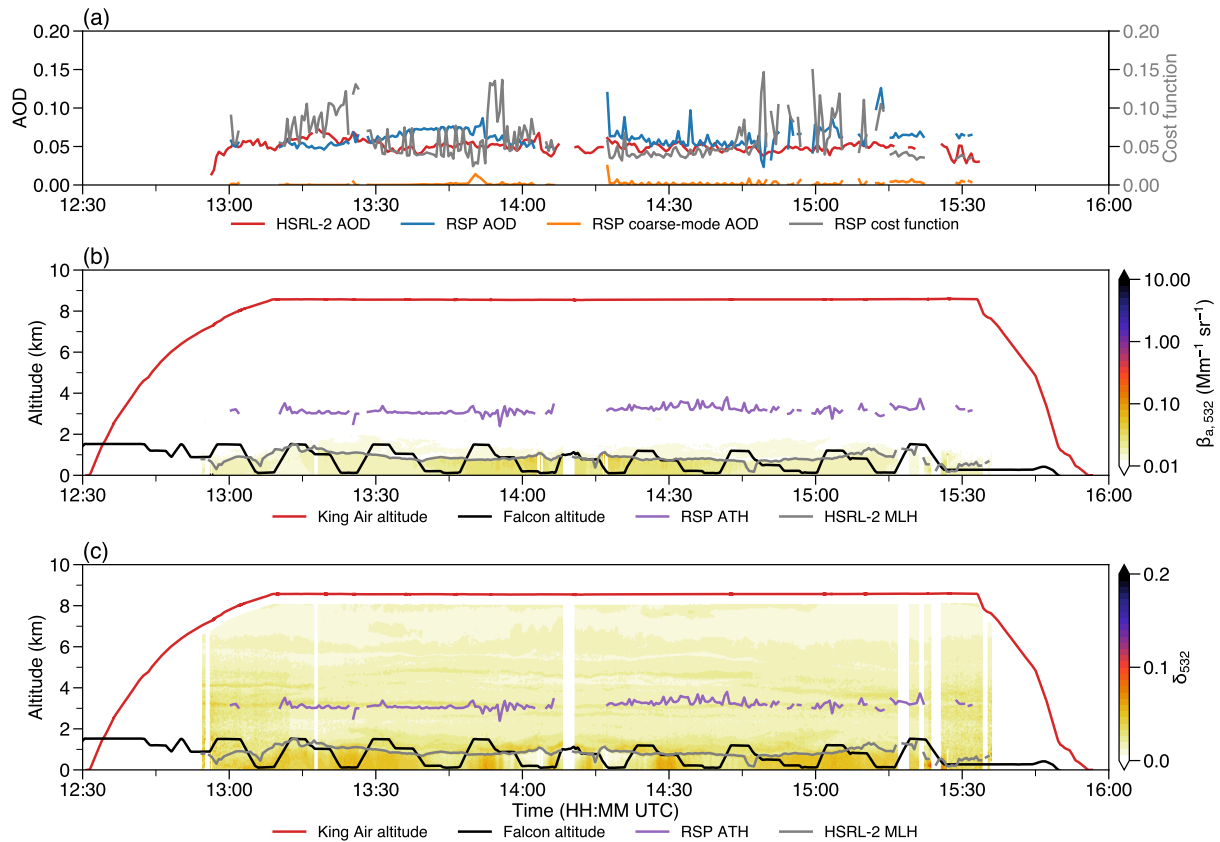 (a)
0.20
0.15
0.10
0.05
0.00
AOD
0.20
0.15
0.10
0.05
0.00
Cost function
12:30 13:00 13:30 14:00 14:30 15:00 15:30 16:00
HSRL-2 AOD RSP AOD RSP coarse-mode AOD RSP cost function
(b)
10
8
6
4
2
0
Altitude (km)
10.00
1.00
0.10
0.01
βa, 532 (Mm−1 sr−1)
12:30 13:00 13:30 14:00 14:30 15:00 15:30 16:00
King Air altitude Falcon altitude RSP ATH HSRL-2 MLH
(c)
10
8
6
4
2
0
Altitude (km)
0.2
0.1
0.0
δ532
12:30 13:00 13:30 14:00 14:30 15:00 15:30 16:00
Time (HH:MM UTC)
King Air altitude Falcon altitude RSP ATH HSRL-2 MLH